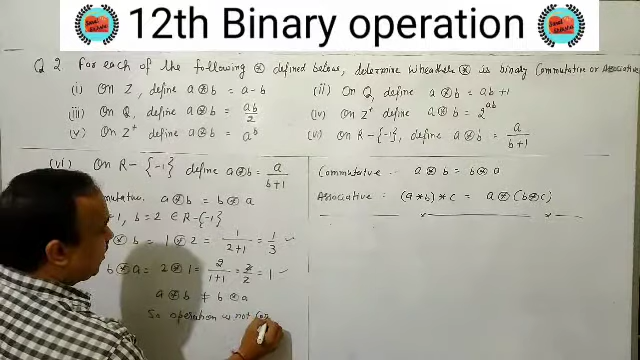 12th Binary operation
Q 2 For each of the following ⊛ defined below, determine wheathere ⊛ is binary Commutative or Associative
(i) On Z, define a ⊛ b = a - b
(ii) On Q, define a ⊛ b = ab + 1
(iii) On Q, define a ⊛ b = ab/2
(iv) On Z⁺ define a ⊛ b = 2^ab
(v) On Z⁺ define a ⊛ b = a^b
(vi) On R - {-1}, define a ⊛ b = a/(b+1)
(vi) On R - {-1} define a ⊛ b = a/(b+1)
a ⊛ b = b ⊛ a
b = 2 ∈ R - {-1}
⊛ b = 1 ⊛ 2 = 1/(2+1) = 1/3 ✓
b ⊛ a = 2 ⊛ 1 = 2/(1+1) = 2/2 = 1 ✓
a ⊛ b ≠ b ⊛ a
So operation is not Co
Commutative :- a ⊛ b = b ⊛ a
Associative :- (a * b) * c = a ⊛ (b ⊛ c)